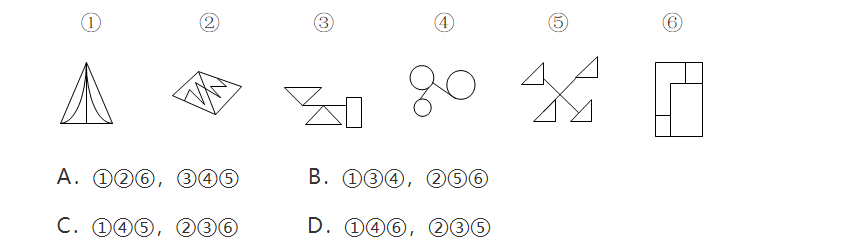 ① ② ③ ④ ⑤ ⑥
A. ①②⑥，③④⑤ B. ①③④，②⑤⑥
C. ①④⑤，②③⑥ D. ①④⑥，②③⑤